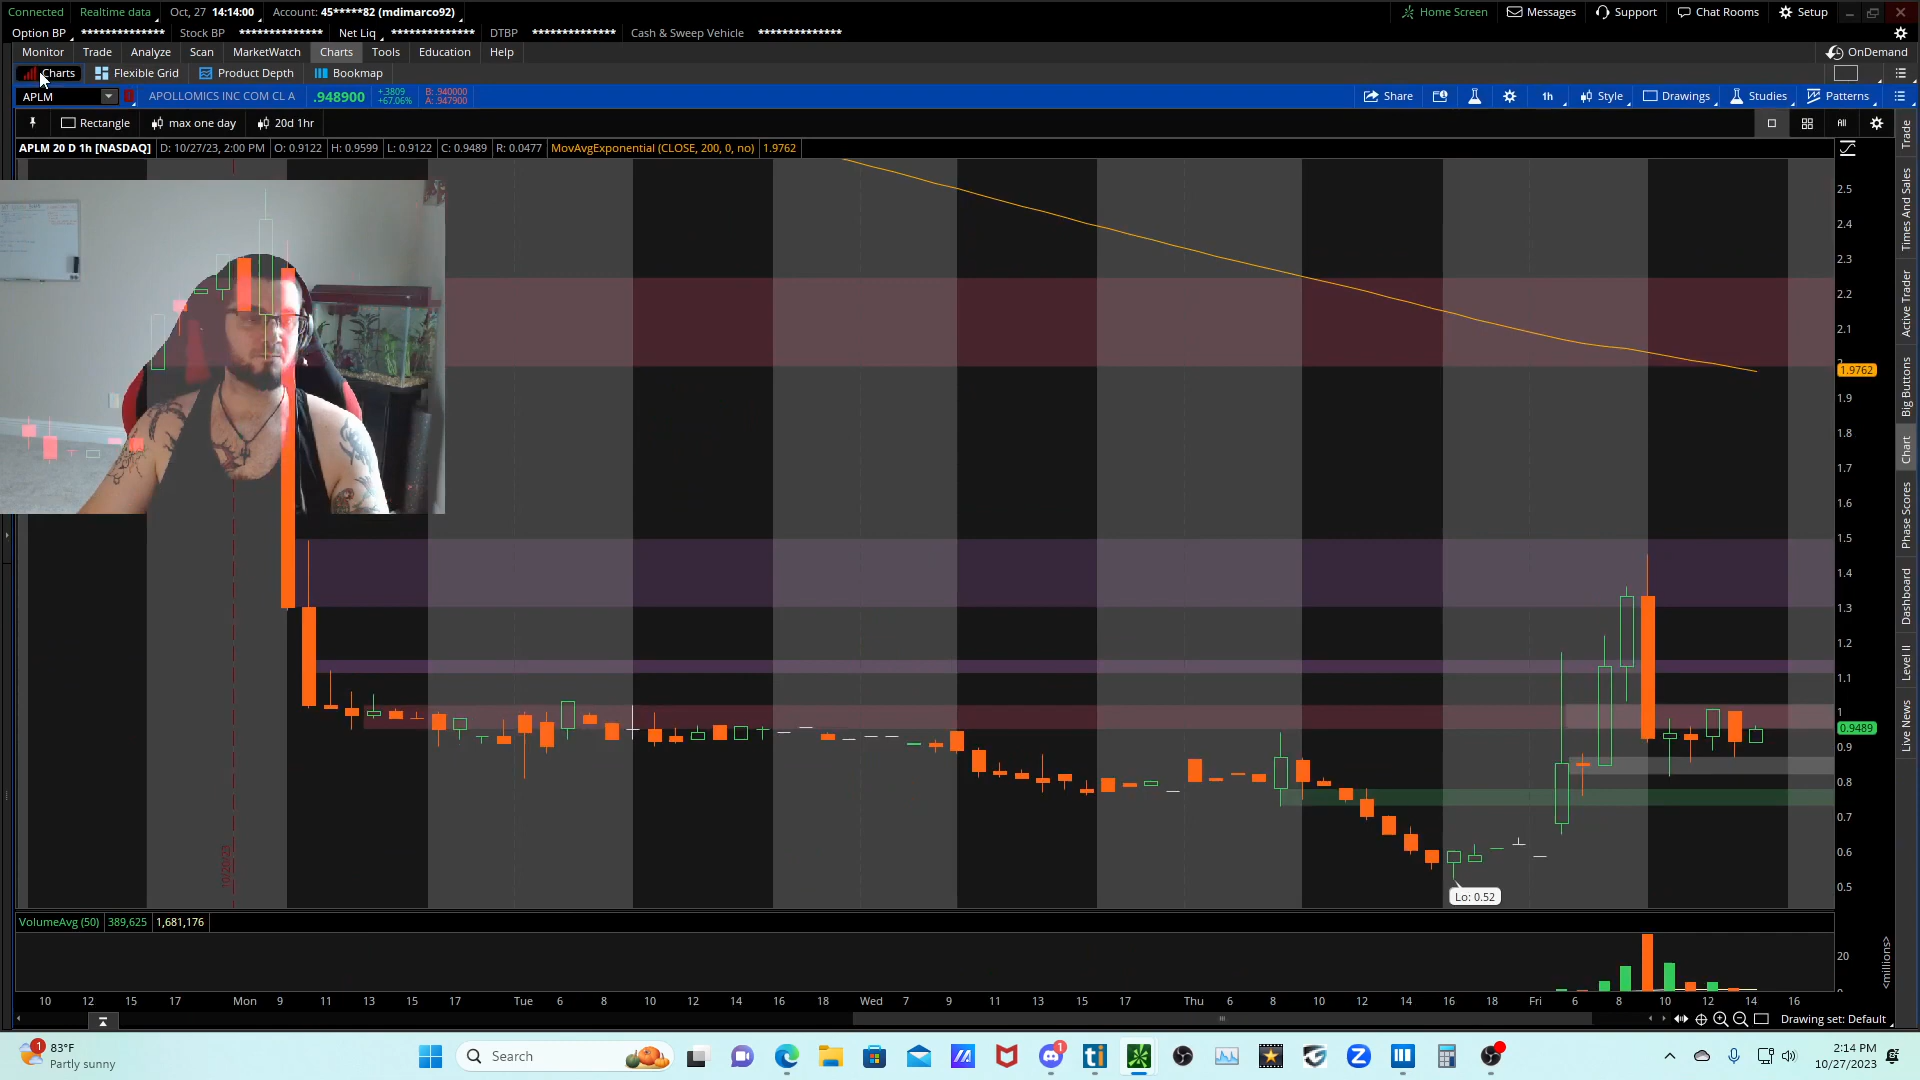 Connected Realtime data Oct, 27 14:14:00 Account: 45*****82 (mdimarco92) Home Screen Messages Support Chat Rooms Setup
Option BP ************** Stock BP ************** Net Liq ************** DTBP ************** Cash & Sweep Vehicle **************
Monitor Trade Analyze Scan MarketWatch Charts Tools Education Help OnDemand
Charts Flexible Grid Product Depth Bookmap
APLM APOLLOMICS INC COM CL A .948900 +.3809 +67.06% B: .940000 A: .947900 Share 1h Style Drawings Studies Patterns
Rectangle max one day 20d 1hr All
APLM 20 D 1h [NASDAQ] D: 10/27/23, 2:00 PM O: 0.9122 H: 0.9599 L: 0.9122 C: 0.9489 R: 0.0477 MovAvgExponential (CLOSE, 200, 0, no) 1.9762
2.5
2.4
2.3
2.2
2.1
2
1.9762
1.9
1.8
1.7
1.6
1.5
1.4
1.3
1.2
1.1
1
0.9489
0.9
0.8
0.7
0.6
0.5
10/20/23
Lo: 0.52
Trade
Times And Sales
Active Trader
Big Buttons
Chart
Phase Scores
Dashboard
Level II
Live News
VolumeAvg (50) 389,625 1,681,176
20
<millions>
10 12 15 17 Mon 9 11 13 15 17 Tue 6 8 10 12 14 16 18 Wed 7 9 11 13 15 17 Thu 6 8 10 12 14 16 18 Fri 6 8 10 12 14 16
Drawing set: Default
1 83°F
Partly sunny
Search
1
ti
2:14 PM
10/27/2023